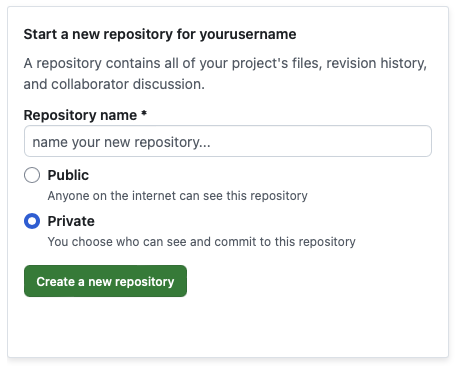 Start a new repository for yourusername
A repository contains all of your project's files, revision history,
and collaborator discussion.
Repository name *
name your new repository...
Public
Anyone on the internet can see this repository
Private
You choose who can see and commit to this repository
Create a new repository